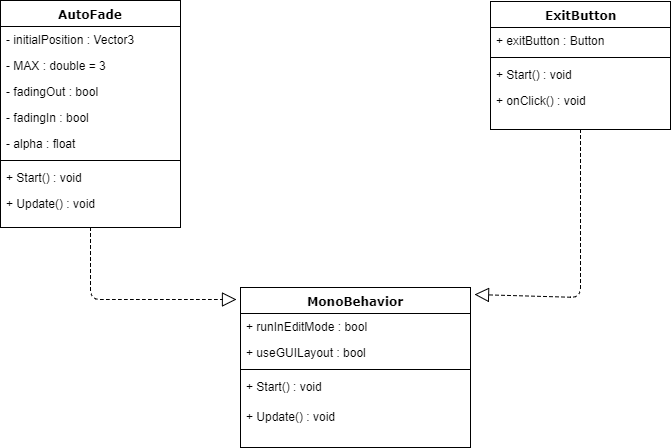 AutoFade
- initialPosition : Vector3
- MAX : double = 3
- fadingOut : bool
- fadingIn : bool
- alpha : float
+ Start() : void
+ Update() : void
ExitButton
+ exitButton : Button
+ Start() : void
+ onClick() : void
MonoBehavior
+ runInEditMode : bool
+ useGUILayout : bool
+ Start() : void
+ Update() : void